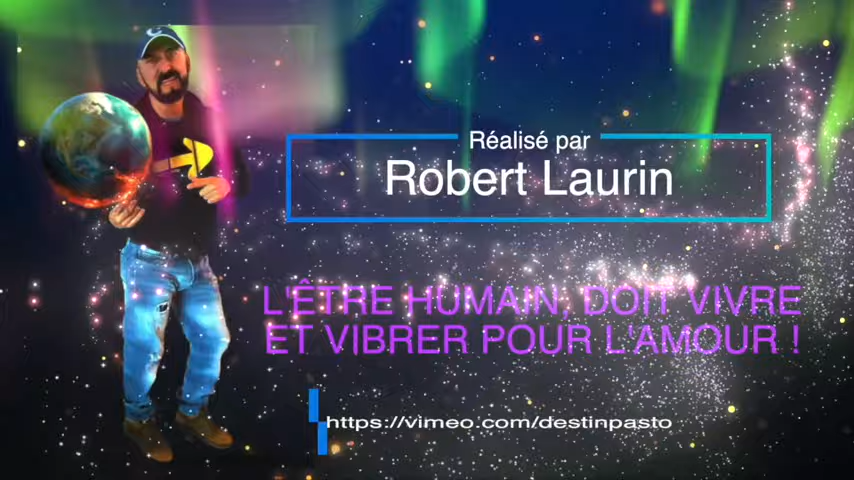 Réalisé par
Robert Laurin
L'ÊTRE HUMAIN, DOIT VIVRE
ET VIBRER POUR L'AMOUR !
https://vimeo.com/destinpasto